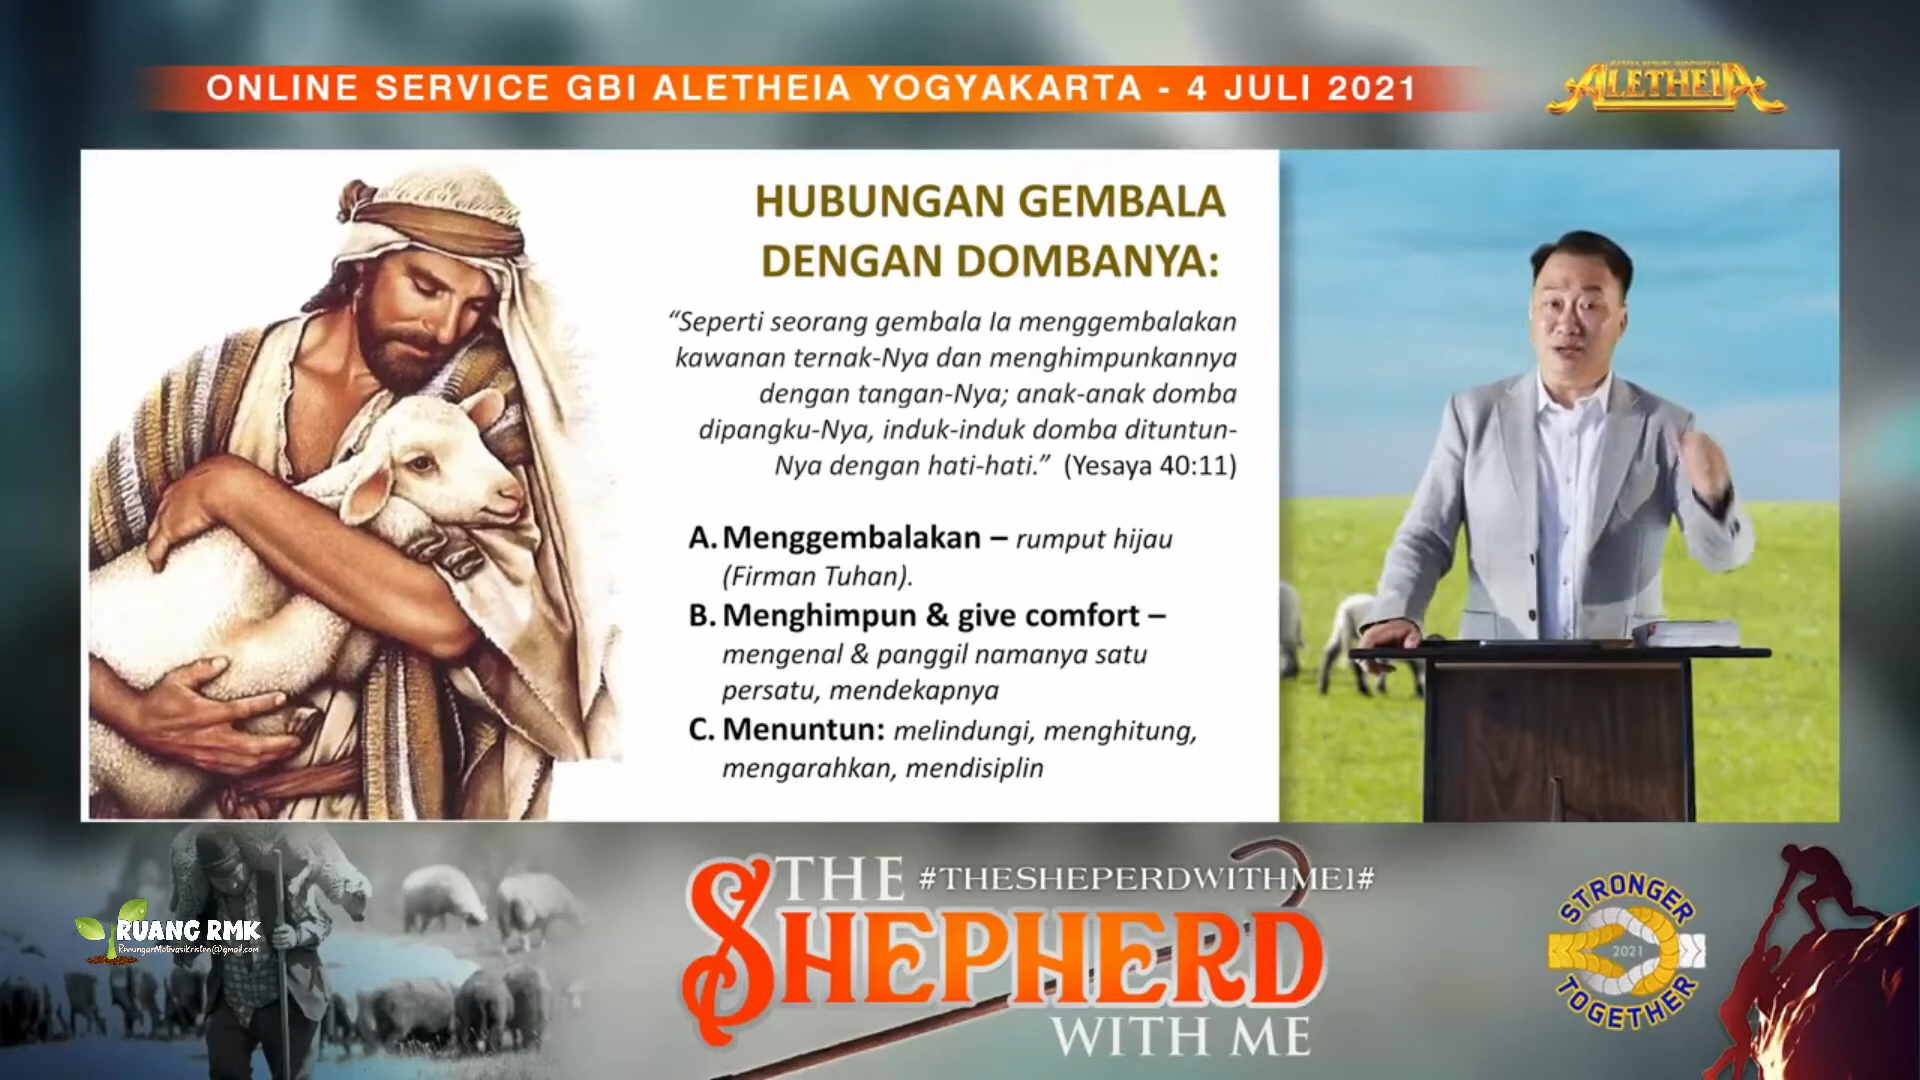 ONLINE SERVICE GBI ALETHEIA YOGYAKARTA - 4 JULI 2021
ALETHEIA
HUBUNGAN GEMBALA
DENGAN DOMBANYA:
“Seperti seorang gembala Ia menggembalakan
kawanan ternak-Nya dan menghimpunkannya
dengan tangan-Nya; anak-anak domba
dipangku-Nya, induk-induk domba dituntun-
Nya dengan hati-hati.” (Yesaya 40:11)
A. Menggembalakan – rumput hijau
(Firman Tuhan).
B. Menghimpun & give comfort –
mengenal & panggil namanya satu
persatu, mendekapnya
C. Menuntun: melindungi, menghitung,
mengarahkan, mendisiplin
RUANG RMK
RenunganMotivasiKristen@gmail.com
THE #THESHEPERDWITHME1#
SHEPHERD
WITH ME
STRONGER
2021
TOGETHER